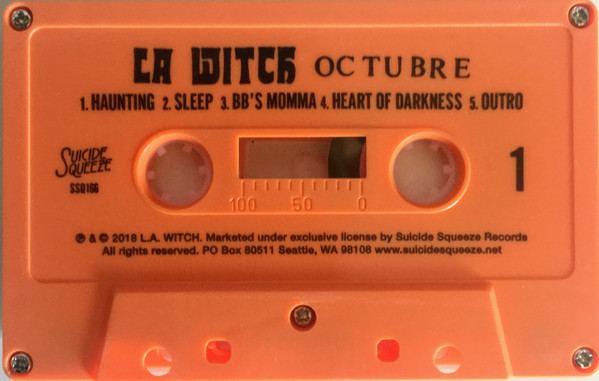 LA WITCH OCTUBRE
1. HAUNTING 2. SLEEP 3. BB'S MOMMA 4. HEART OF DARKNESS 5. OUTRO
SUICIDE
SQUEEZE
SSQ166
1
100 50 0
℗ & © 2018 L.A. WITCH. Marketed under exclusive license by Suicide Squeeze Records
All rights reserved. PO Box 80511 Seattle, WA 98108 www.suicidesqueeze.net